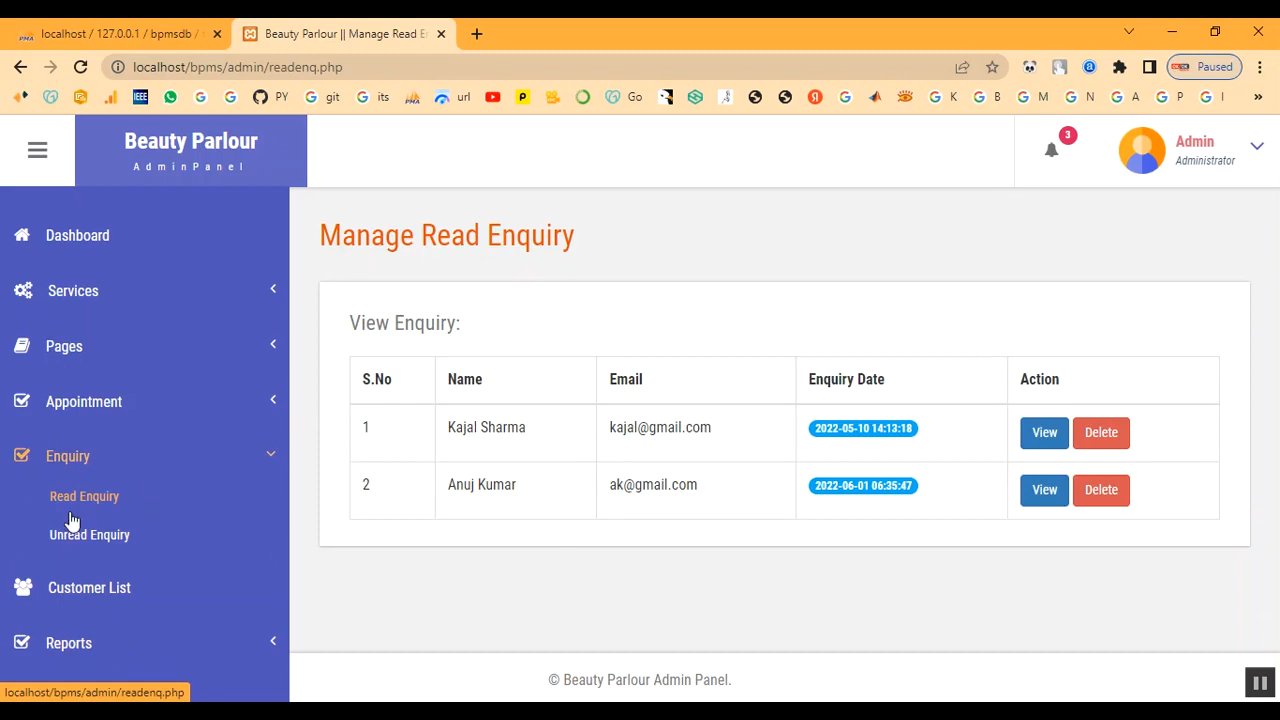 localhost / 127.0.0.1 / bpmsdb /
Beauty Parlour || Manage Read E
localhost/bpms/admin/readenq.php
Paused
IEEE
PY
git
its
PMA
url
Go
K
B
M
N
A
P
I
Beauty Parlour
AdminPanel
3
Admin
Administrator
Dashboard
Services
Pages
Appointment
Enquiry
Read Enquiry
Unread Enquiry
Customer List
Reports
localhost/bpms/admin/readenq.php
Manage Read Enquiry
View Enquiry:
S.No Name Email Enquiry Date Action
1 Kajal Sharma kajal@gmail.com 2022-05-10 14:13:18 View Delete
2 Anuj Kumar ak@gmail.com 2022-06-01 06:35:47 View Delete
© Beauty Parlour Admin Panel.